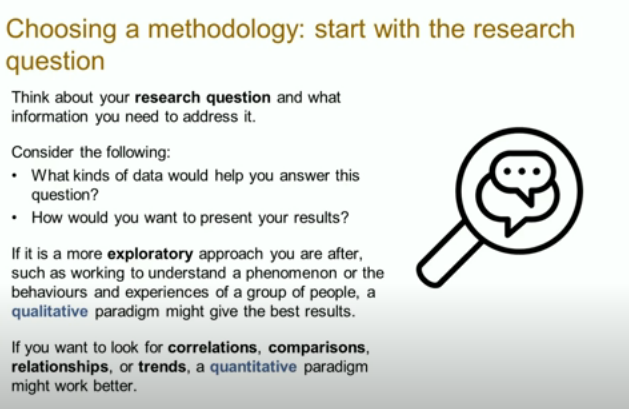 Choosing a methodology: start with the research
question
Think about your research question and what
information you need to address it.
Consider the following:
• What kinds of data would help you answer this
question?
• How would you want to present your results?
If it is a more exploratory approach you are after,
such as working to understand a phenomenon or the
behaviours and experiences of a group of people, a
qualitative paradigm might give the best results.
If you want to look for correlations, comparisons,
relationships, or trends, a quantitative paradigm
might work better.